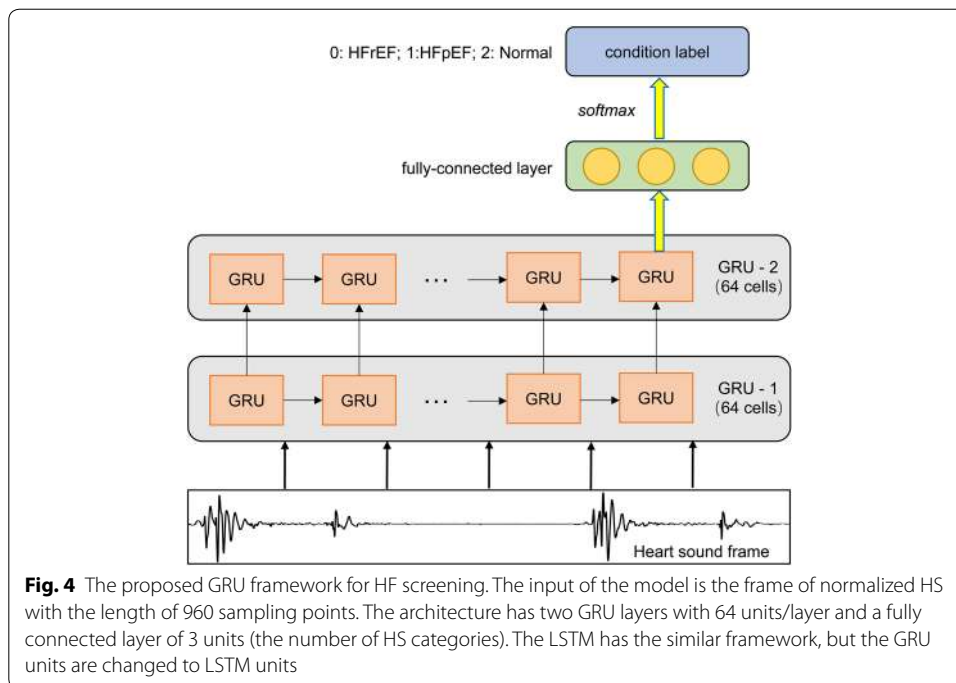 0: HFrEF; 1:HFpEF; 2: Normal
condition label
softmax
fully-connected layer
GRU
GRU
...
GRU
GRU
GRU - 2
(64 cells)
GRU
GRU
...
GRU
GRU
GRU - 1
(64 cells)
Heart sound frame
Fig. 4 The proposed GRU framework for HF screening. The input of the model is the frame of normalized HS
with the length of 960 sampling points. The architecture has two GRU layers with 64 units/layer and a fully
connected layer of 3 units (the number of HS categories). The LSTM has the similar framework, but the GRU
units are changed to LSTM units